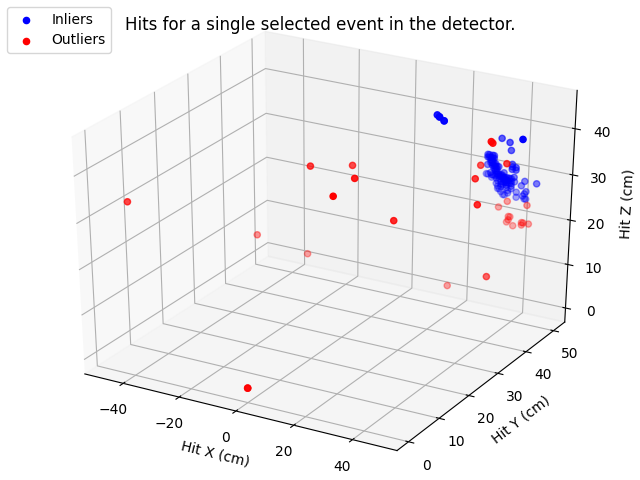 Hits for a single selected event in the detector.
Inliers
Outliers
−40
−20
0
20
40
Hit X (cm)
0
10
20
30
40
50
Hit Y (cm)
0
10
20
30
40
Hit Z (cm)